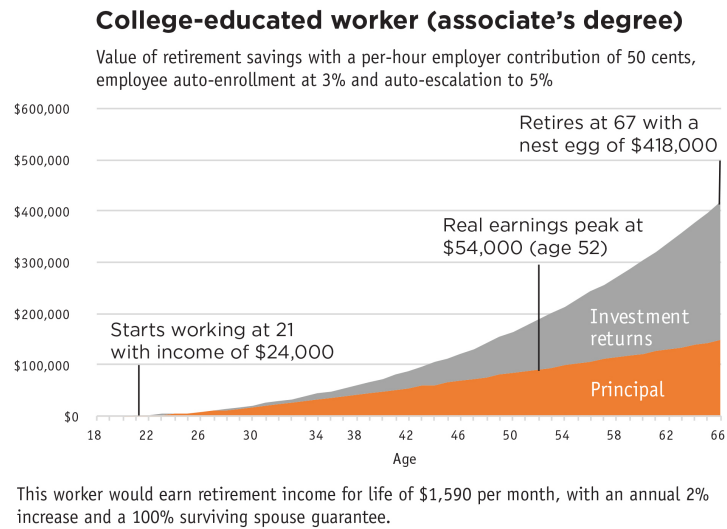 College-educated worker (associate's degree)
Value of retirement savings with a per-hour employer contribution of 50 cents,
employee auto-enrollment at 3% and auto-escalation to 5%
$600,000
$500,000
$400,000
$300,000
$200,000
$100,000
$0
Retires at 67 with a
nest egg of $418,000
Real earnings peak at
$54,000 (age 52)
Starts working at 21
with income of $24,000
Investment
returns
Principal
18 22 26 30 34 38 42 46 50 54 58 62 66
Age
This worker would earn retirement income for life of $1,590 per month, with an annual 2%
increase and a 100% surviving spouse guarantee.